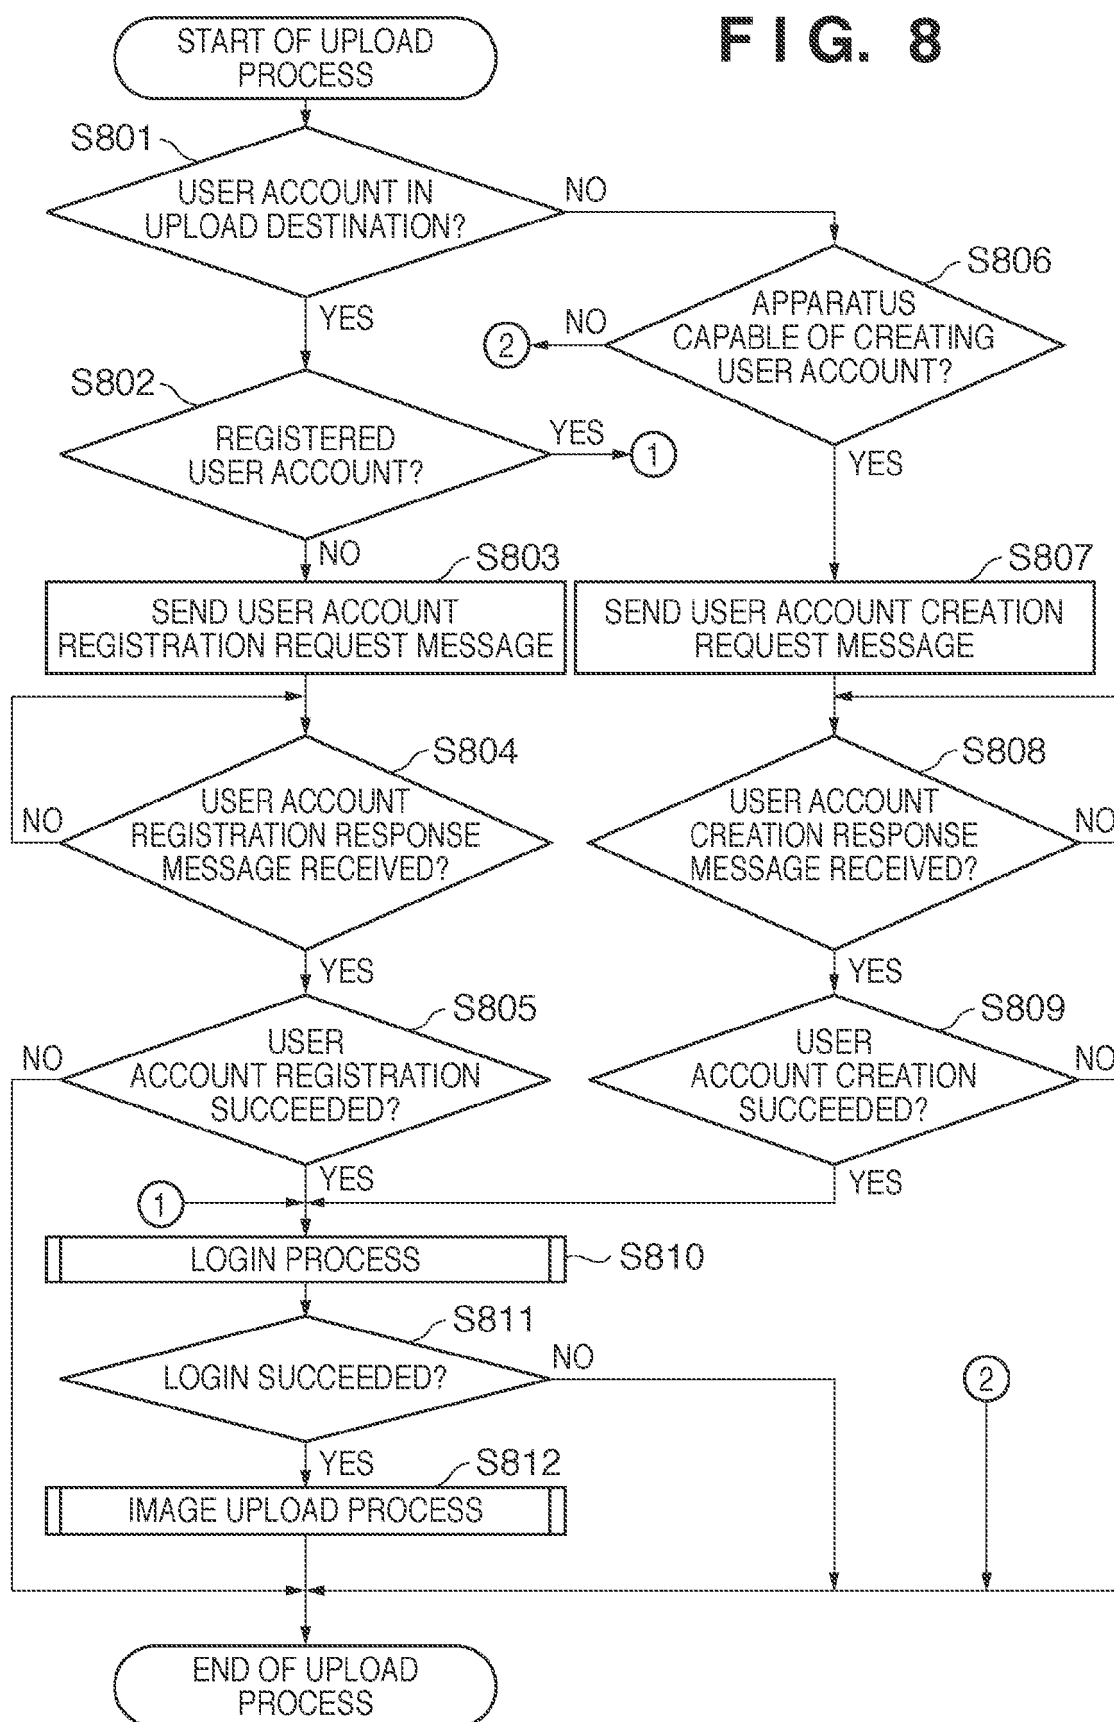 FIG. 8
START OF UPLOAD
PROCESS
S801
USER ACCOUNT IN
UPLOAD DESTINATION?
NO
YES
S806
APPARATUS
CAPABLE OF CREATING
USER ACCOUNT?
NO
2
YES
S802
REGISTERED
USER ACCOUNT?
YES
1
NO
S803
SEND USER ACCOUNT
REGISTRATION REQUEST MESSAGE
S807
SEND USER ACCOUNT CREATION
REQUEST MESSAGE
S804
USER ACCOUNT
REGISTRATION RESPONSE
MESSAGE RECEIVED?
NO
YES
S808
USER ACCOUNT
CREATION RESPONSE
MESSAGE RECEIVED?
NO
YES
S805
USER
ACCOUNT REGISTRATION
SUCCEEDED?
NO
YES
S809
USER
ACCOUNT CREATION
SUCCEEDED?
NO
YES
1
LOGIN PROCESS
S810
S811
LOGIN SUCCEEDED?
NO
2
YES
S812
IMAGE UPLOAD PROCESS
END OF UPLOAD
PROCESS